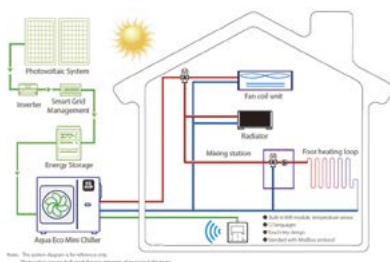 Photovoltaic System
Inverter
Smart Grid
Management
Energy Storage
Aqua Eco Mini Chiller
Fan coil unit
Radiator
Mixing station
Foor heating loop
● Built-in Wifi module, temperature sensor
● 12 languages
● Touch key design
● Standard with Modbus protocol
Note: The system diagram is for reference only.